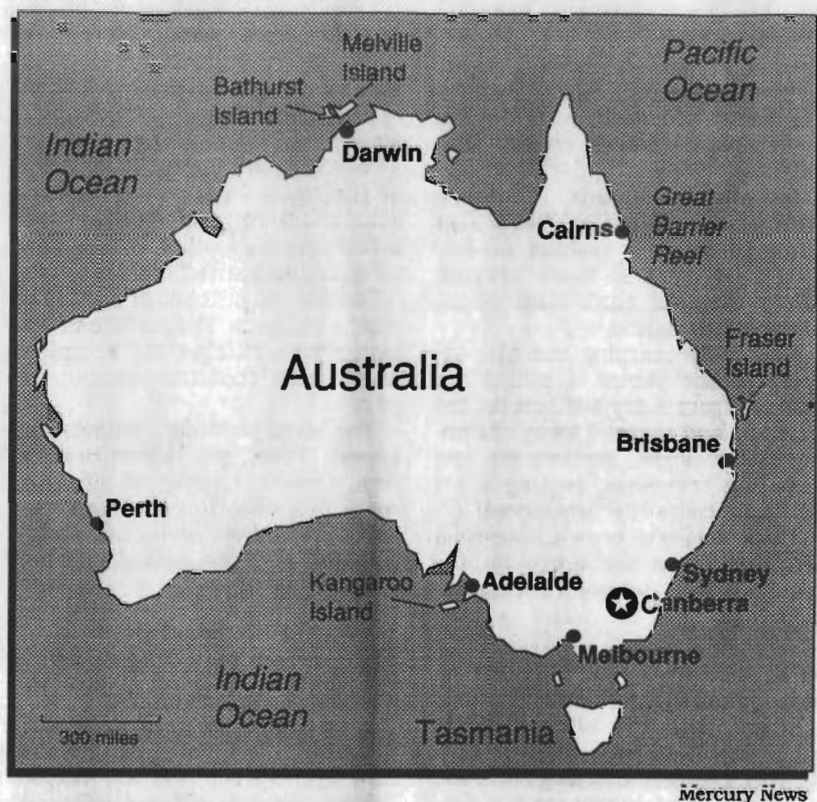 Melville
Island
Pacific
Ocean
Bathurst
Island
Indian
Ocean
Darwin
Great
Barrier
Reef
Cairns
Fraser
Island
Australia
Brisbane
Perth
Sydney
Kangaroo
Island
Adelaide
Canberra
Melbourne
Indian
Ocean
300 miles
Tasmania
Mercury News